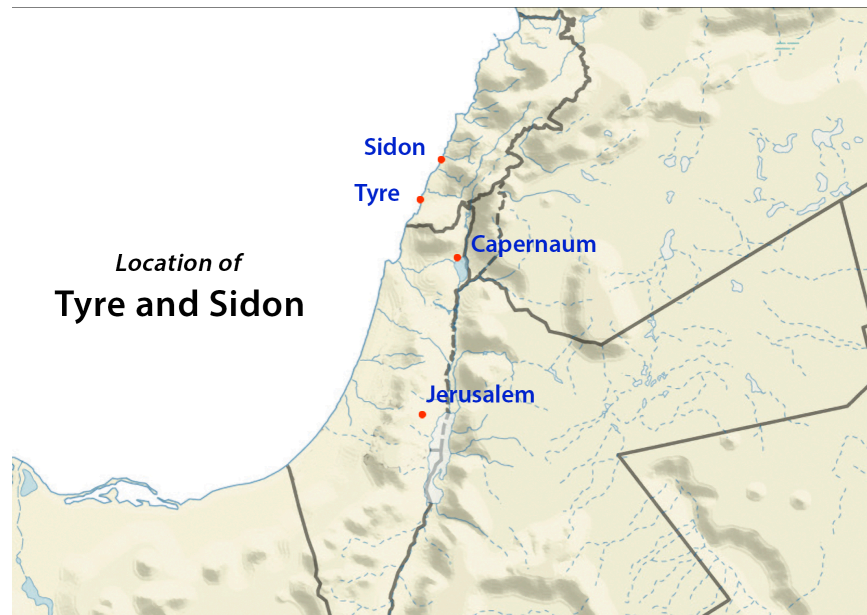 Sidon
Tyre
Capernaum
Location of
Tyre and Sidon
Jerusalem